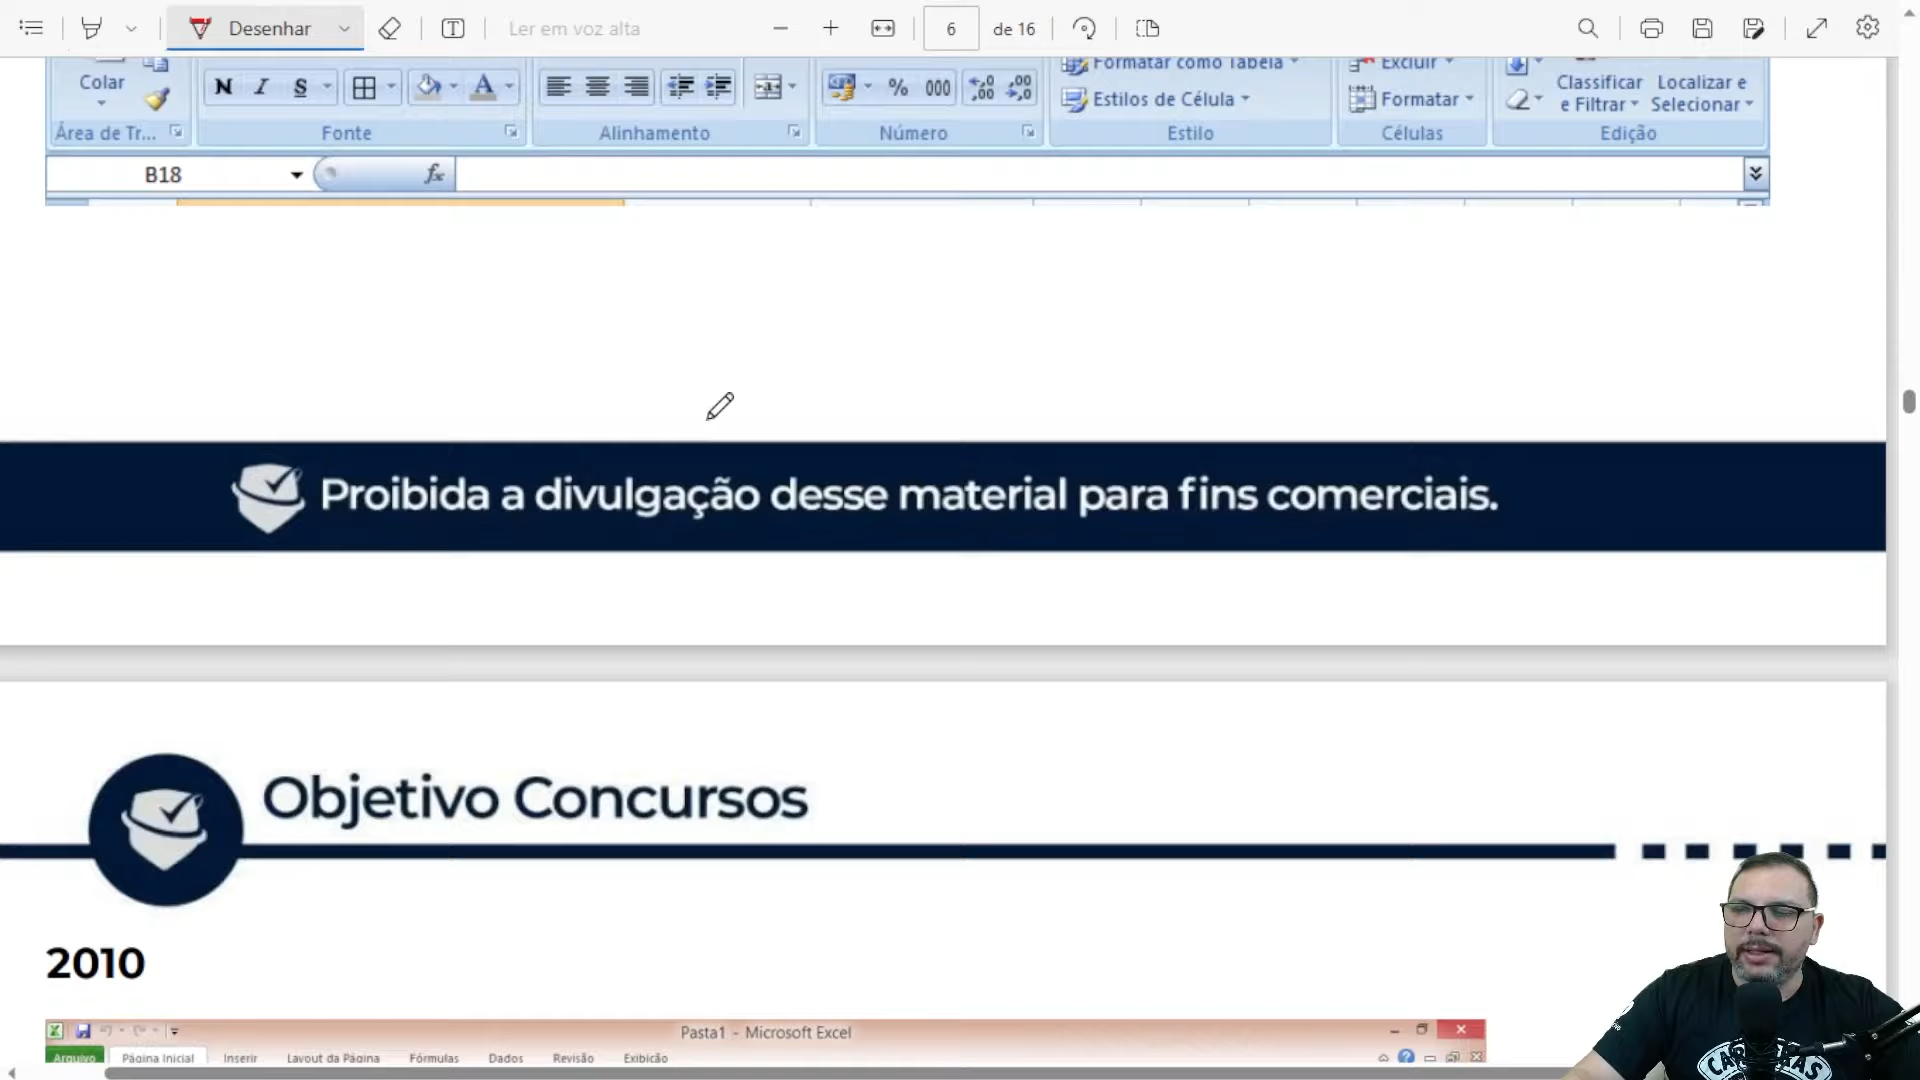 Desenhar
Ler em voz alta
6 de 16
Colar
N I S
A
% 000
Formatar como Tabela
Estilos de Célula
Excluir
Formatar
Classificar e Filtrar
Localizar e Selecionar
Área de Tr...
Fonte
Alinhamento
Número
Estilo
Células
Edição
B18
fx
Proibida a divulgação desse material para fins comerciais.
Objetivo Concursos
2010
Pasta1 - Microsoft Excel
Arquivo Página Inicial Inserir Layout da Página Fórmulas Dados Revisão Exibição